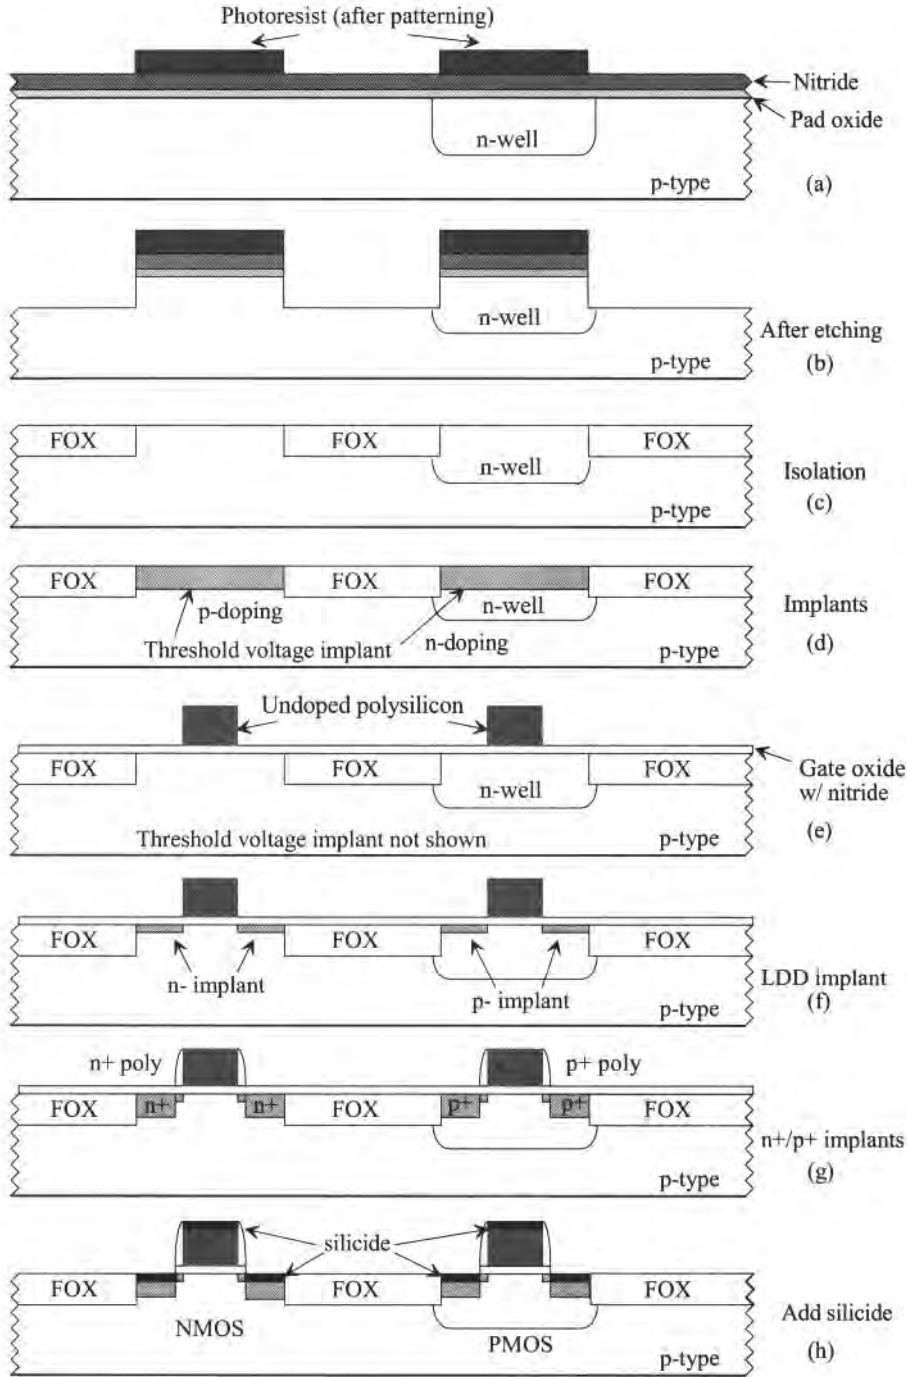 Photoresist (after patterning)
Nitride
Pad oxide
n-well
p-type
(a)
n-well
After etching
p-type
(b)
FOX FOX FOX
n-well
Isolation
p-type
(c)
FOX FOX FOX
p-doping n-well
Implants
Threshold voltage implant n-doping
p-type
(d)
Undoped polysilicon
FOX FOX FOX
Gate oxide
w/ nitride
n-well
Threshold voltage implant not shown
p-type
(e)
FOX FOX FOX
n- implant p- implant
LDD implant
p-type
(f)
n+ poly p+ poly
FOX n+ n+ FOX p+ p+ FOX
n+/p+ implants
p-type
(g)
silicide
FOX FOX FOX
NMOS PMOS
Add silicide
p-type
(h)